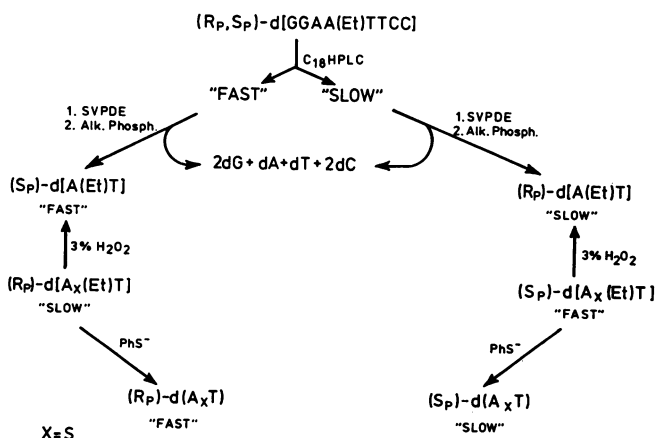 (Rp,Sp)-d[GGAA(Et)TTCC]
C18HPLC
"FAST" "SLOW"
1. SVPDE
2. Alk. Phosph.
1. SVPDE
2. Alk. Phosph.
2dG + dA + dT + 2dC
(Sp)-d[A(Et)T]
"FAST"
(Rp)-d[A(Et)T]
"SLOW"
3% H2O2
3% H2O2
(Rp)-d[Ax(Et)T]
"SLOW"
(Sp)-d[Ax(Et)T]
"FAST"
PhS-
PhS-
(Rp)-d(AxT)
"FAST"
(Sp)-d(AxT)
"SLOW"
X=S